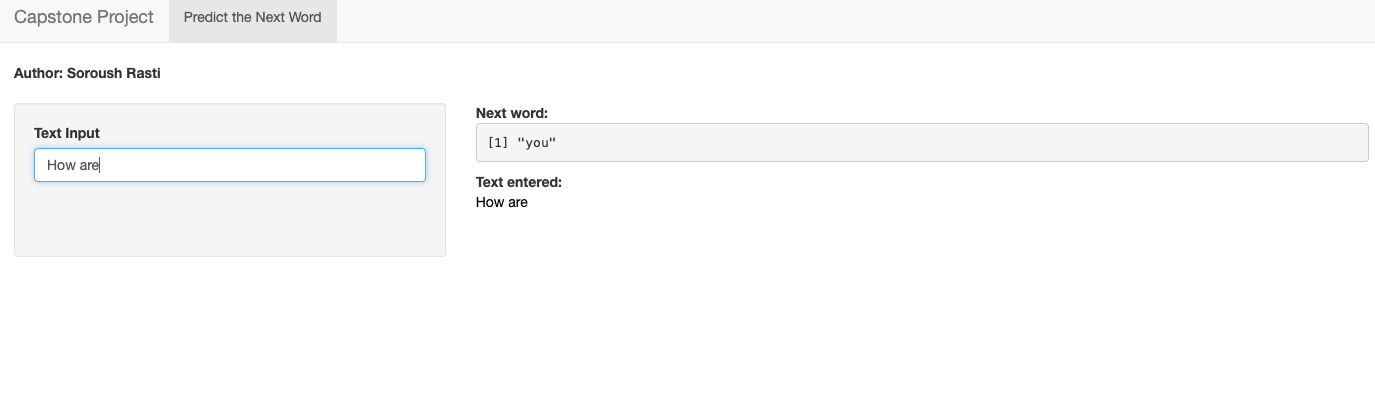 Capstone Project Predict the Next Word
Author: Soroush Rasti
Text Input
How are
Next word:
[1] "you"
Text entered:
How are